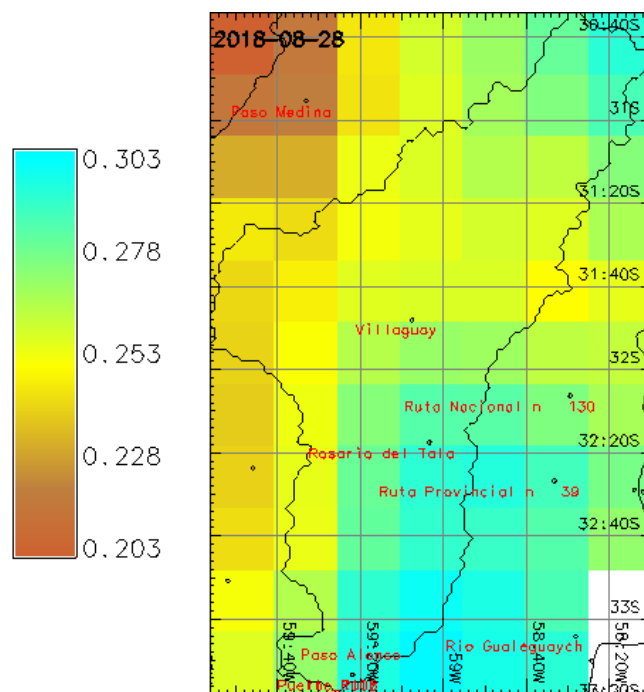 2018-08-28
30:40S
Paso Medina
31S
0.303
31:20S
0.278
31:40S
Villaguay
0.253
32S
Ruta Nacional n 130
0.228
32:20S
Rosario del Tala
Ruta Provincial n 39
0.203
32:40S
33S
59:40W
59W
58:40W
58:20W
Paso Alonso
Rio Gualeguaych